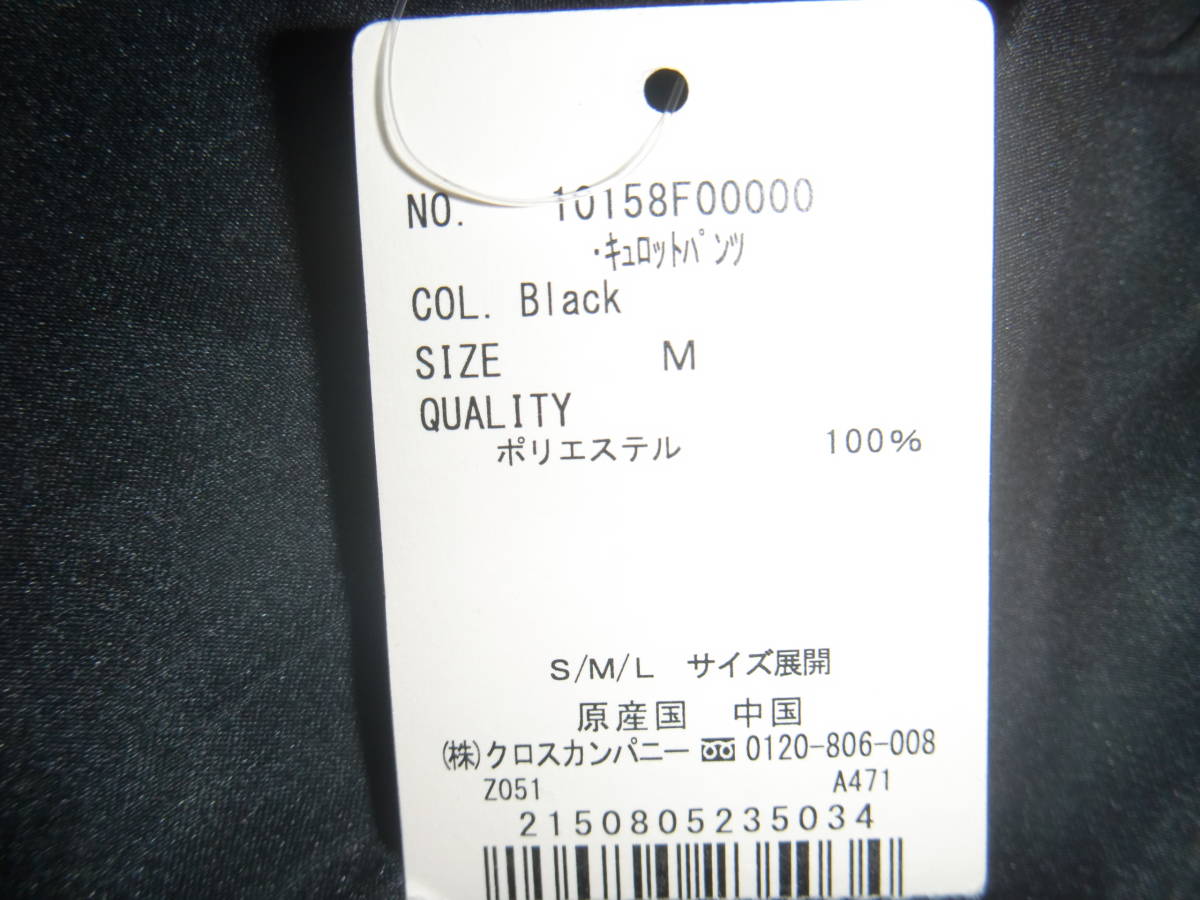 NO. 10158F00000
・ｷｭﾛｯﾄﾊﾟﾝﾂ
COL. Black
SIZE M
QUALITY
ポリエステル 100%
S/M/L サイズ展開
原産国 中国
(株)クロスカンパニー 0120-806-008
Z051 A471
2150805235034